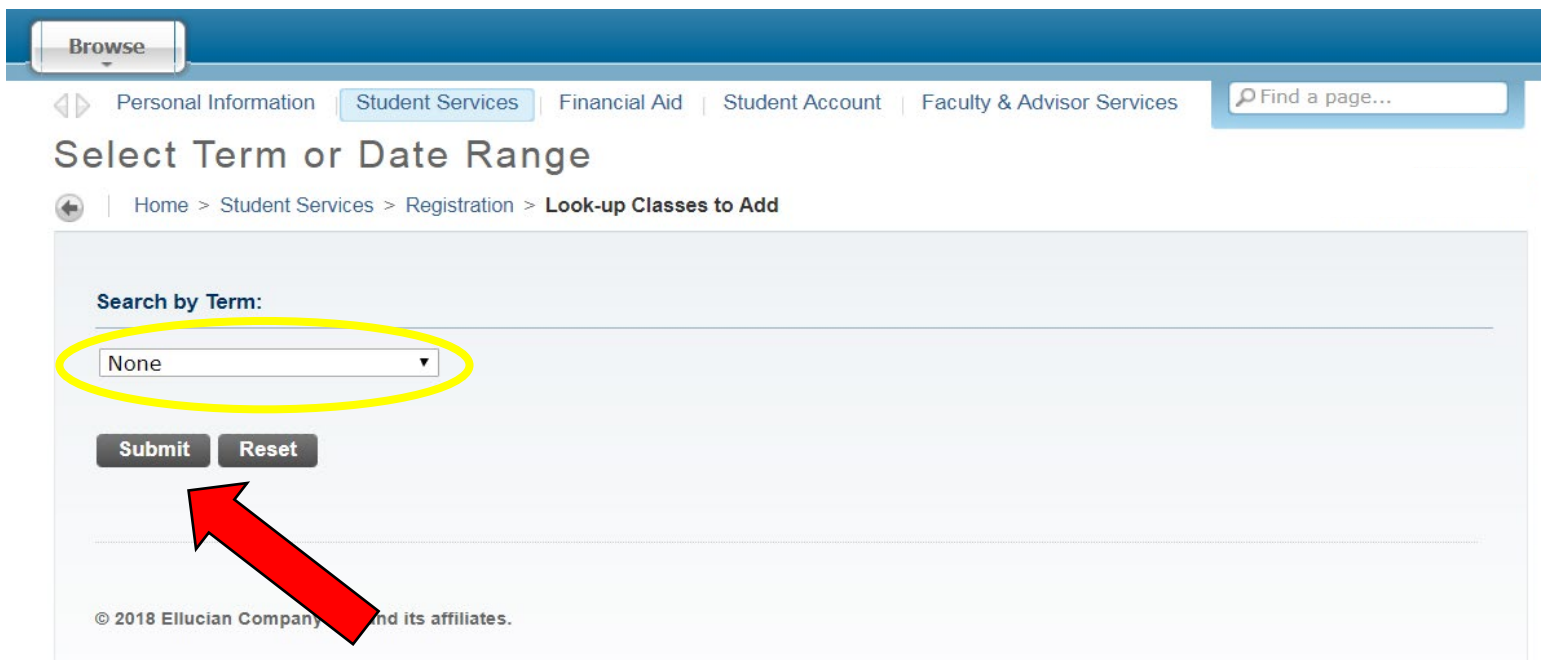 Browse
Personal Information | Student Services | Financial Aid | Student Account | Faculty & Advisor Services
Find a page...
Select Term or Date Range
Home > Student Services > Registration > Look-up Classes to Add
Search by Term:
None
Submit Reset
© 2018 Ellucian Company and its affiliates.